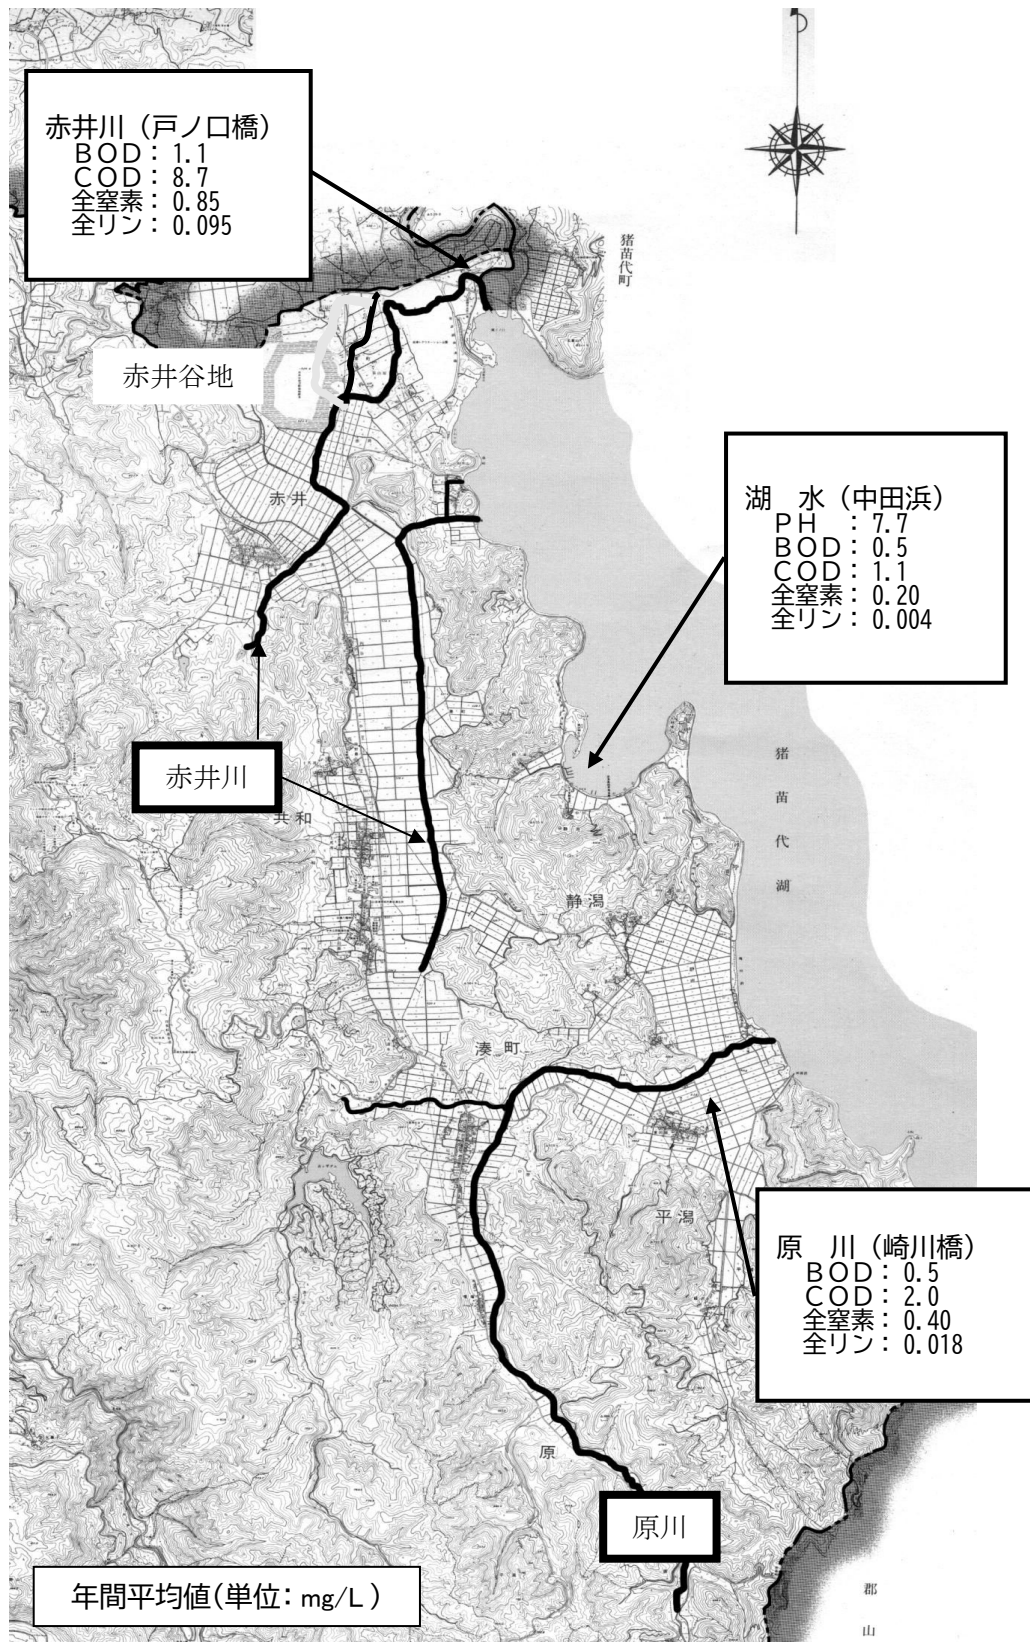 赤井川（戸ノ口橋）
ＢＯＤ：1.1
ＣＯＤ：8.7
全窒素：0.85
全リン：0.095
猪苗代町
赤井谷地
赤井
湖　水（中田浜）
ＰＨ　：7.7
ＢＯＤ：0.5
ＣＯＤ：1.1
全窒素：0.20
全リン：0.004
赤井川
共和
猪苗代湖
静潟
湊町
平潟
原　川（崎川橋）
ＢＯＤ：0.5
ＣＯＤ：2.0
全窒素：0.40
全リン：0.018
原
原川
年間平均値(単位：mg/L)
郡山